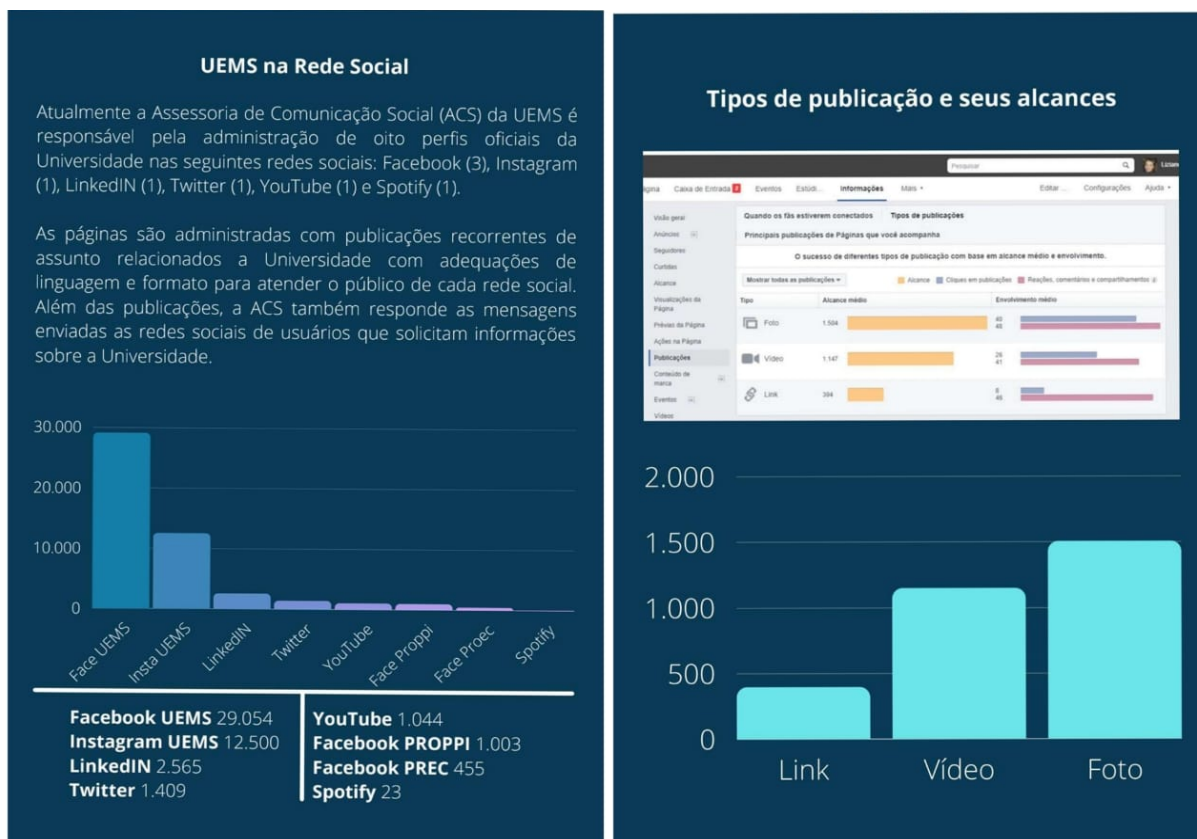 UEMS na Rede Social
Atualmente a Assessoria de Comunicação Social (ACS) da UEMS é
responsável pela administração de oito perfis oficiais da
Universidade nas seguintes redes sociais: Facebook (3), Instagram
(1), LinkedIN (1), Twitter (1), YouTube (1) e Spotify (1).
As páginas são administradas com publicações recorrentes de
assunto relacionados a Universidade com adequações de
linguagem e formato para atender o público de cada rede social.
Além das publicações, a ACS também responde as mensagens
enviadas as redes sociais de usuários que solicitam informações
sobre a Universidade.
30.000
20.000
10.000
0
Face UEMS
Insta UEMS
LinkedIN
Twitter
YouTube
Face Proppi
Face Proec
Spotify
Facebook UEMS 29.054
Instagram UEMS 12.500
LinkedIN 2.565
Twitter 1.409
YouTube 1.044
Facebook PROPPI 1.003
Facebook PREC 455
Spotify 23
Tipos de publicação e seus alcances
Pesquisar
Caixa de Entrada Eventos Estúdi... Informações Mais
Editar ... Configurações Ajuda
Visão geral
Anúncios
Seguidores
Curtidas
Alcance
Visualizações da
Página
Prévias da Página
Ações na Página
Publicações
Conteúdo de
marca
Eventos
Vídeos
Quando os fãs estiverem conectados Tipos de publicações
Principais publicações de Páginas que você acompanha
O sucesso de diferentes tipos de publicação com base em alcance médio e envolvimento.
Mostrar todas as publicações
Alcance Cliques em publicações Reações, comentários e compartilhamentos
Tipo Alcance médio Envolvimento médio
Foto 1.504
Vídeo 1.147
41
Link
2.000
1.500
1.000
500
0
Link
Vídeo
Foto